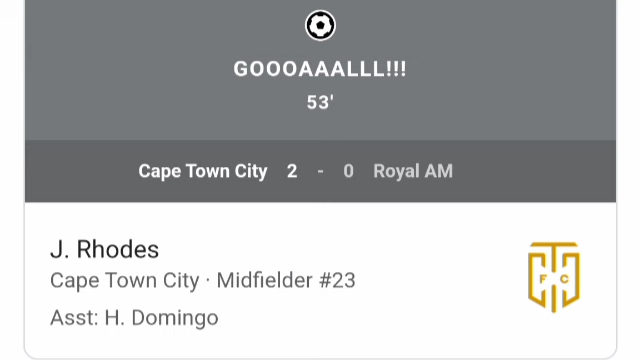 GOOOAAALLL!!!
53'
Cape Town City 2 - 0 Royal AM
J. Rhodes
Cape Town City · Midfielder #23
F C
Asst: H. Domingo